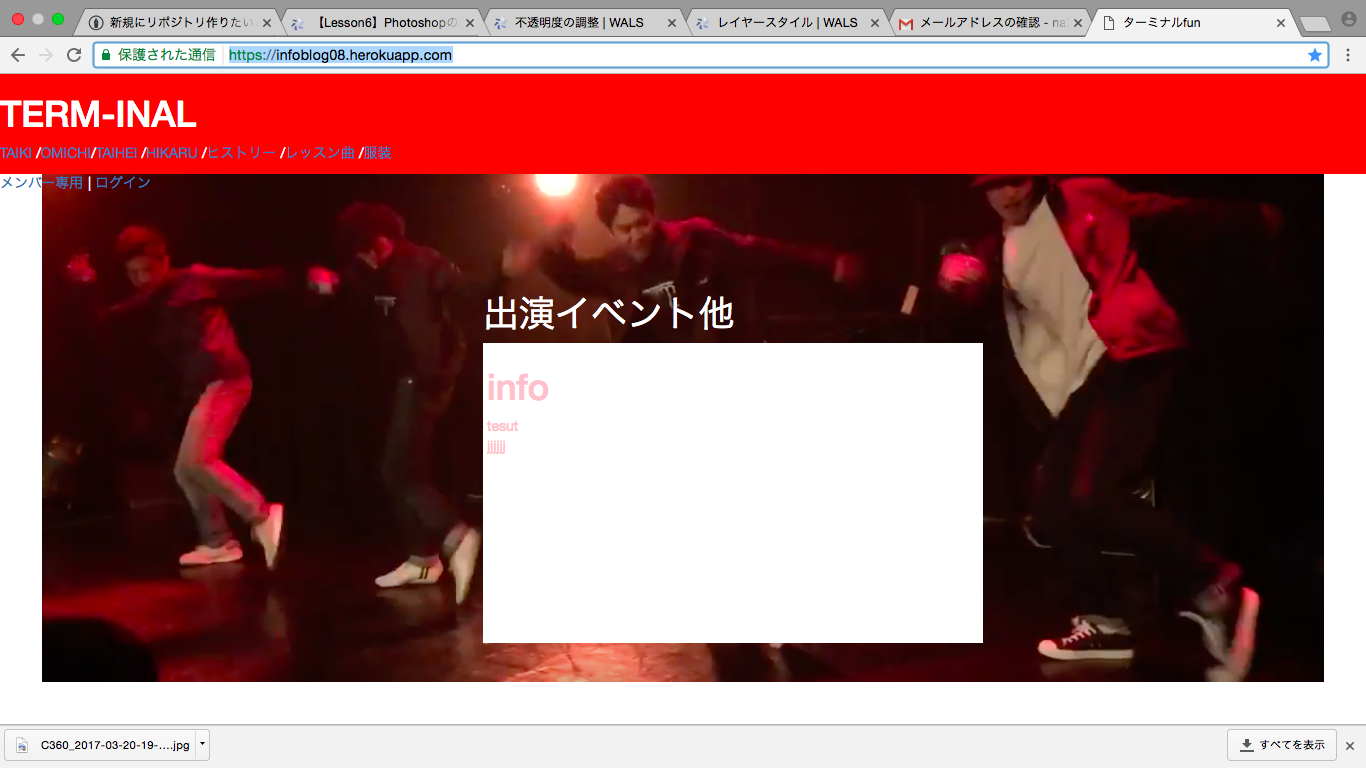 新規にリポジトリ作りたい
【Lesson6】Photoshopの
不透明度の調整 | WALS
レイヤースタイル | WALS
メールアドレスの確認 - na
ターミナルfun
保護された通信
https://infoblog08.herokuapp.com
TERM-INAL
TAIKI /OMICHI/TAIHEI /HIKARU /ヒストリー /レッスン曲 /服装
メンバー専用 | ログイン
出演イベント他
info
tesut
jjjjjj
C360_2017-03-20-19-....jpg
すべてを表示